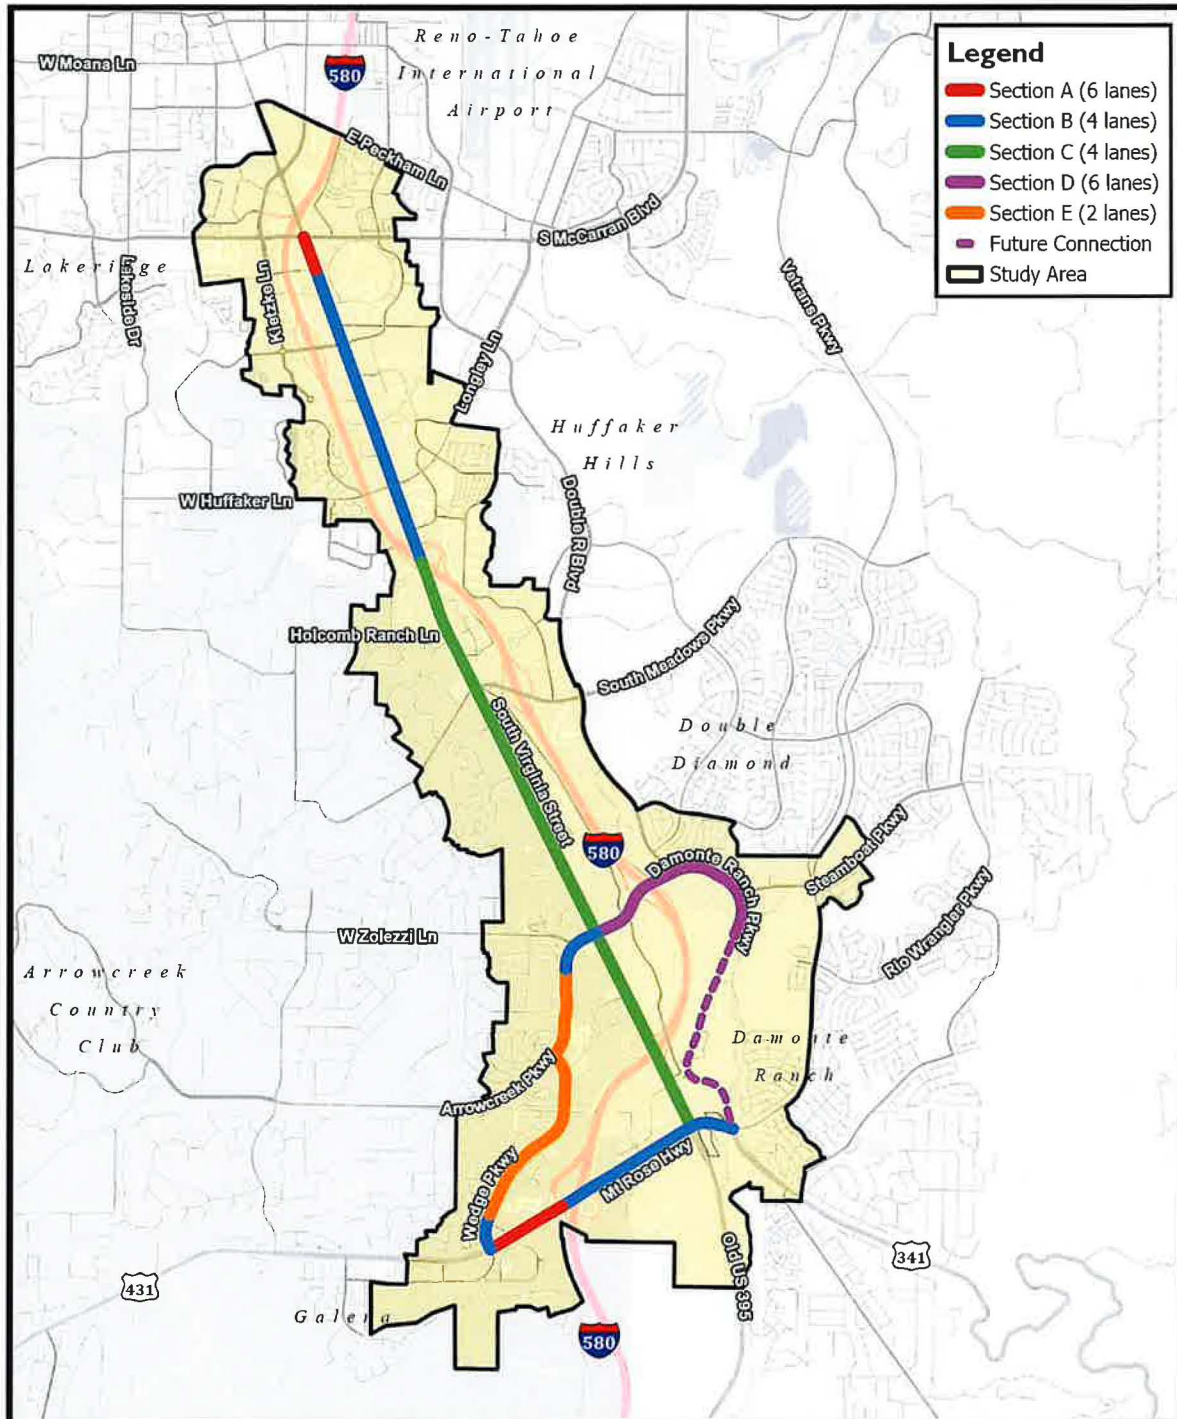 Legend
Section A (6 lanes)
Section B (4 lanes)
Section C (4 lanes)
Section D (6 lanes)
Section E (2 lanes)
Future Connection
Study Area
Reno-Tahoe
International
Airport
W Moana Ln
580
E Peckham Ln
S McCarran Blvd
Lakeridge
Lakeside Dr
Kietzke Ln
Vetrans Pkwy
Longley Ln
Huffaker
Hills
W Huffaker Ln
Double R Blvd
Holcomb Ranch Ln
South Meadows Pkwy
South Virginia Street
Double
Diamond
580
Damonte Ranch Pkwy
Steamboat Pkwy
Rio Wrangler Pkwy
W Zolezzi Ln
Arrowcreek
Country
Club
Damonte
Ranch
Arrowcreek Pkwy
Wedge Pkwy
Mt Rose Hwy
Old US 395
341
431
Galena
580